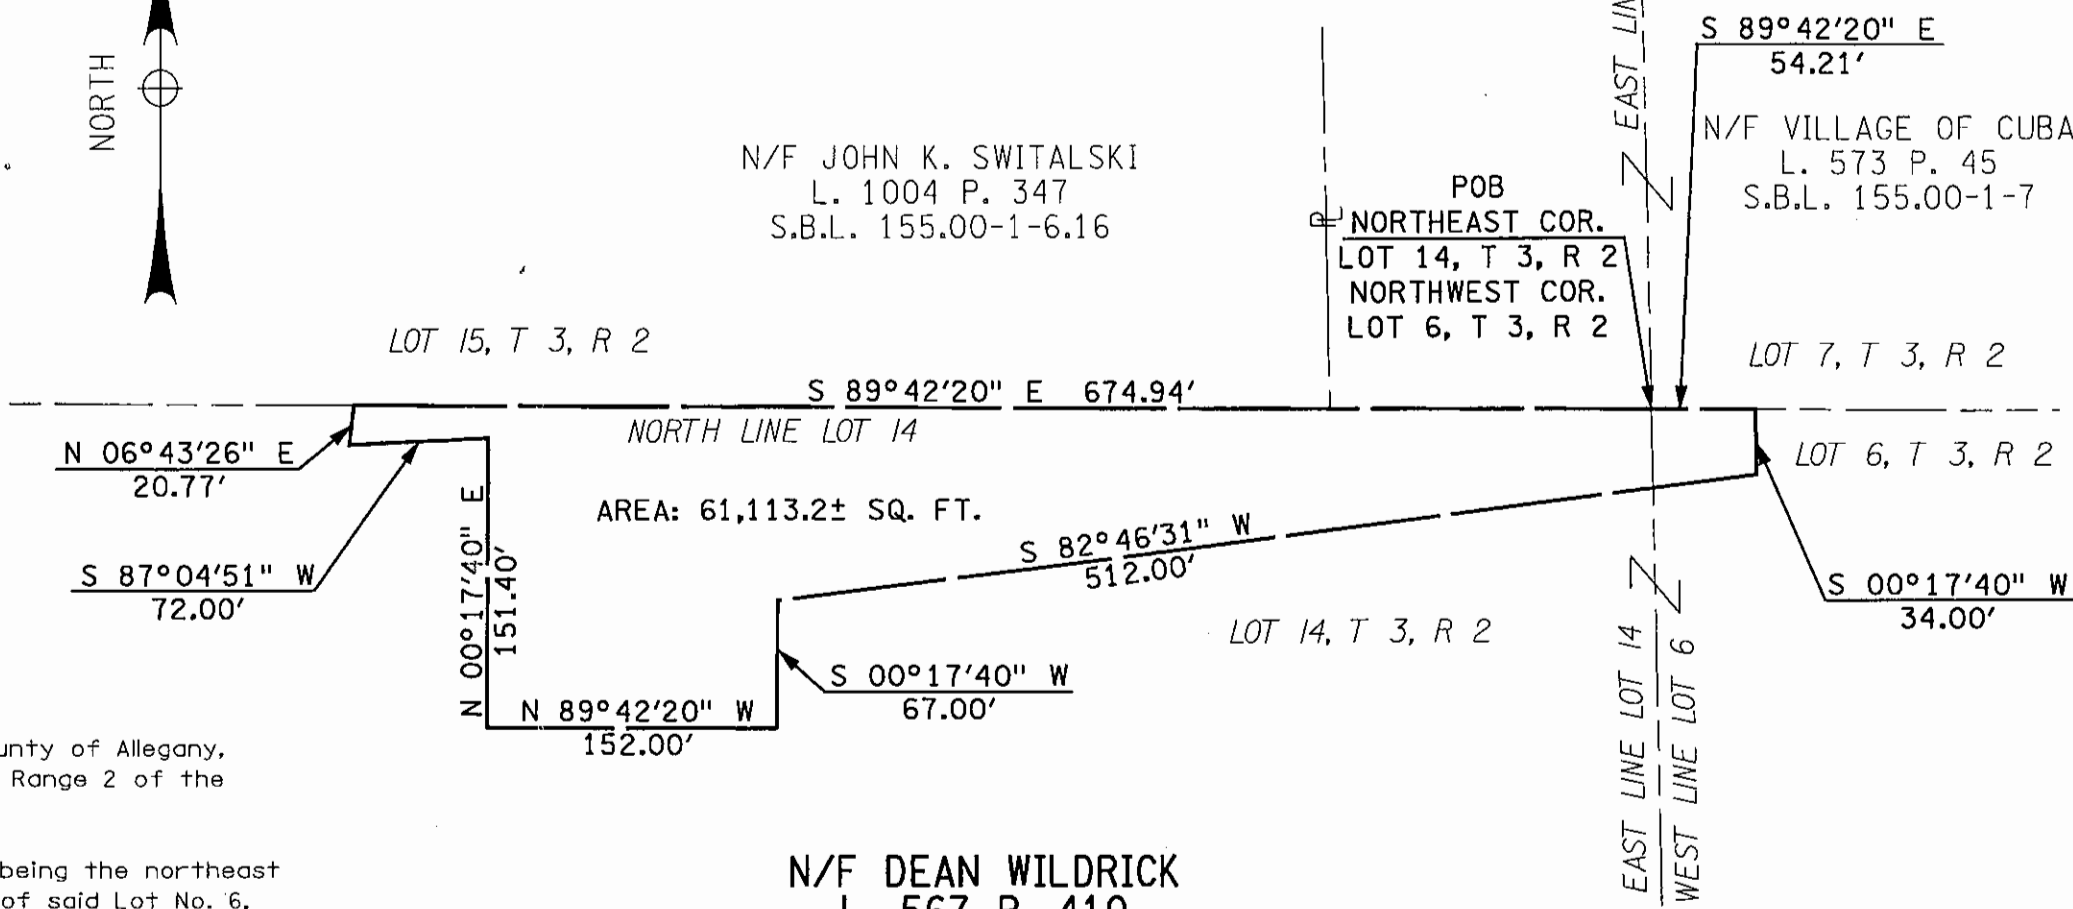 NORTH
N/F JOHN K. SWITALSKI
L. 1004 P. 347
S.B.L. 155.00-1-6.16
EAST LIN
S 89°42'20" E
54.21'
N/F VILLAGE OF CUBA
L. 573 P. 45
S.B.L. 155.00-1-7
POB
NORTHEAST COR.
LOT 14, T 3, R 2
NORTHWEST COR.
LOT 6, T 3, R 2
LOT 15, T 3, R 2
LOT 7, T 3, R 2
S 89°42'20" E 674.94'
NORTH LINE LOT 14
N 06°43'26" E
20.77'
LOT 6, T 3, R 2
AREA: 61,113.2± SQ. FT.
S 87°04'51" W
72.00'
N 00°17'40" E
151.40'
S 82°46'31" W
512.00'
S 00°17'40" W
34.00'
LOT 14, T 3, R 2
S 00°17'40" W
67.00'
N 89°42'20" W
152.00'
EAST LINE LOT 14
WEST LINE LOT 6
unty of Allegany,
Range 2 of the
being the northeast
of said Lot No. 6.
N/F DEAN WILDRICK
L. 567 P. 410